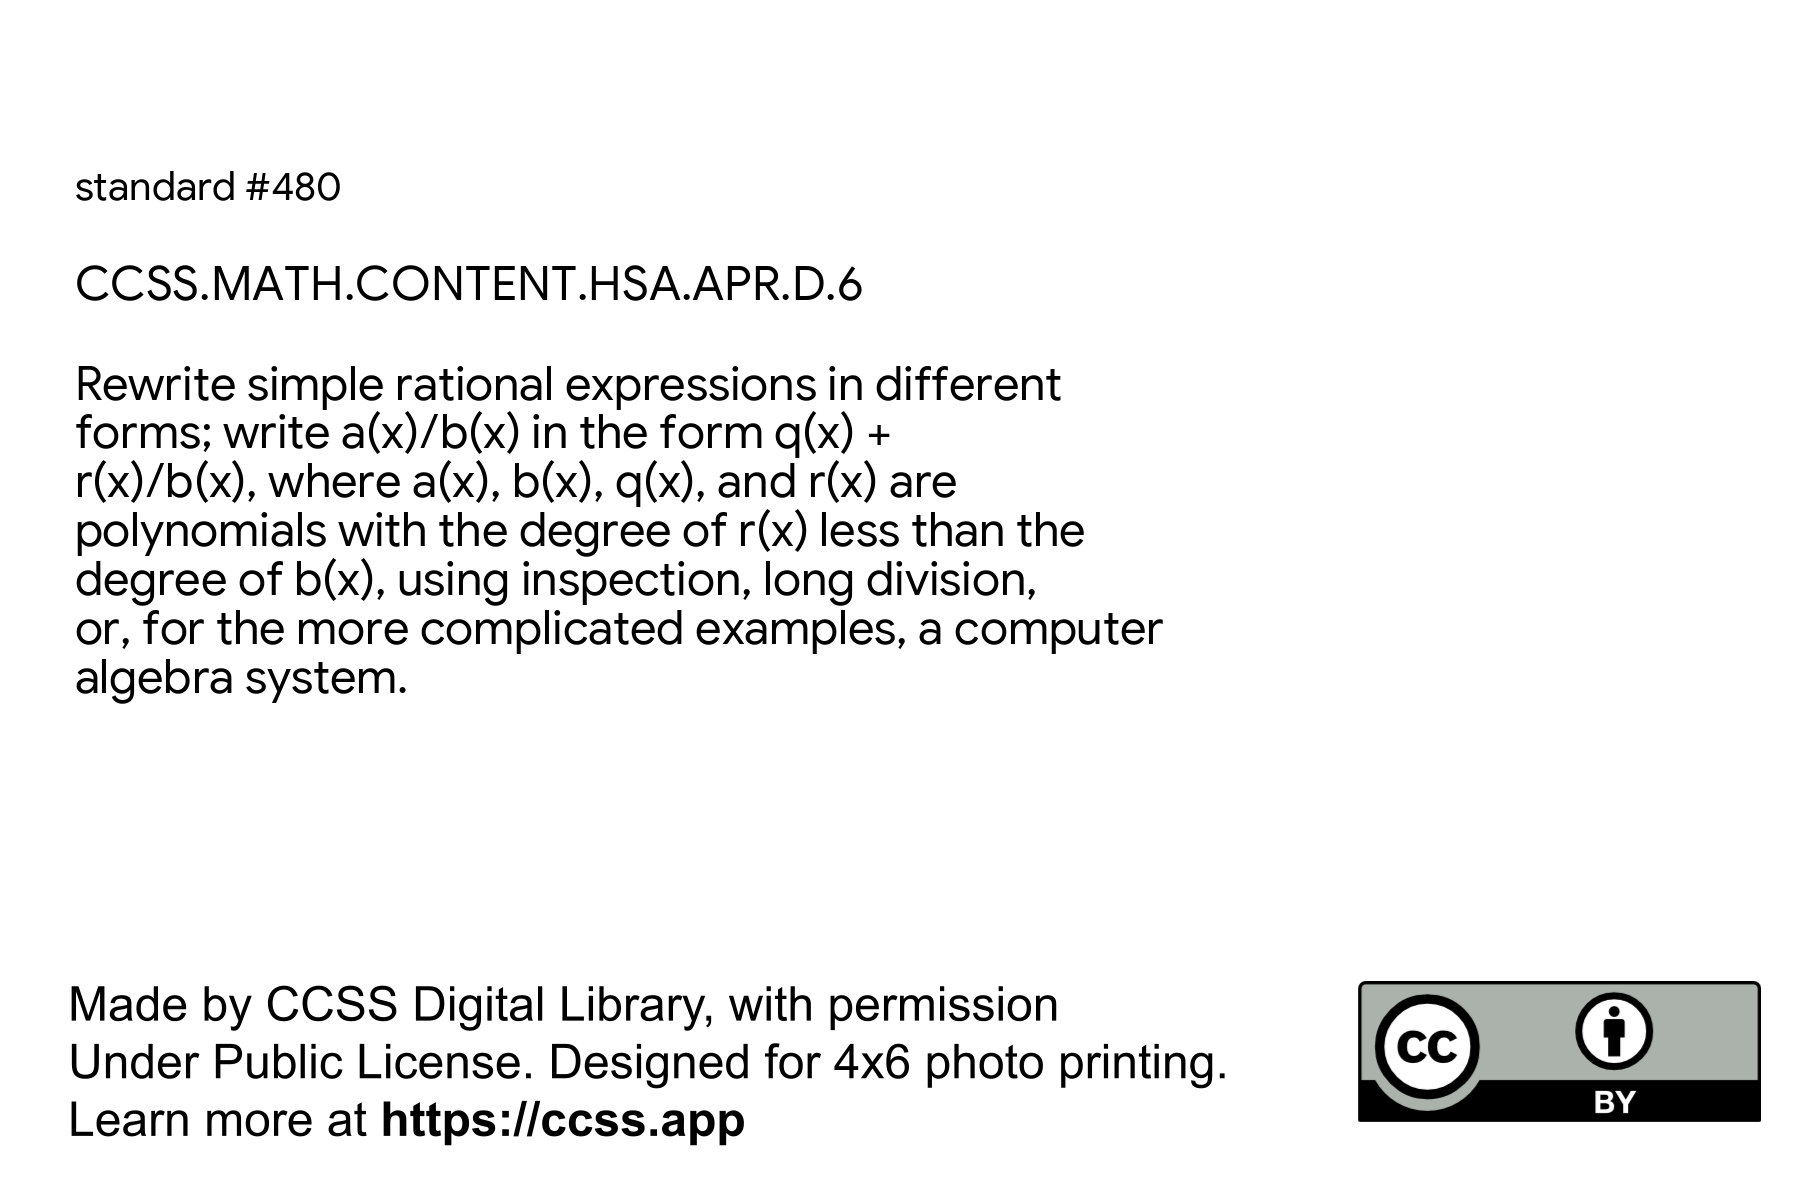 standard #480
CCSS.MATH.CONTENT.HSA.APR.D.6
Rewrite simple rational expressions in different
forms; write a(x)/b(x) in the form q(x) +
r(x)/b(x), where a(x), b(x), q(x), and r(x) are
polynomials with the degree of r(x) less than the
degree of b(x), using inspection, long division,
or, for the more complicated examples, a computer
algebra system.
Made by CCSS Digital Library, with permission
Under Public License. Designed for 4x6 photo printing.
Learn more at https://ccss.app
cc
BY